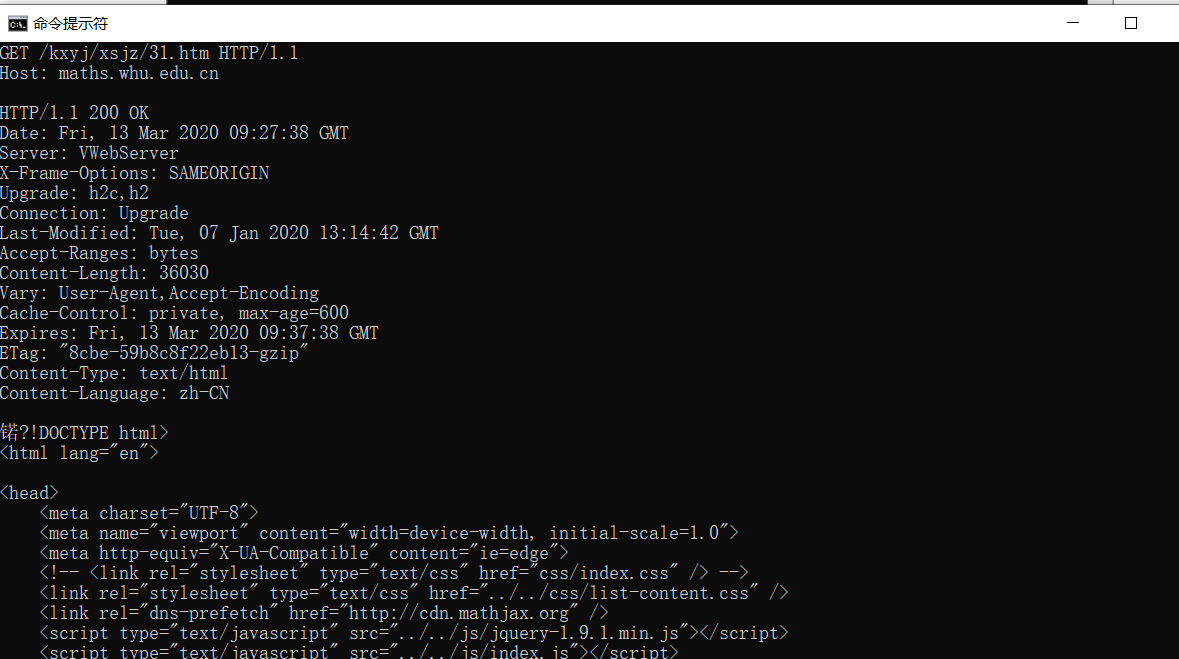 命令提示符
GET /kxyj/xsjz/31.htm HTTP/1.1
Host: maths.whu.edu.cn
HTTP/1.1 200 OK
Date: Fri, 13 Mar 2020 09:27:38 GMT
Server: VWebServer
X-Frame-Options: SAMEORIGIN
Upgrade: h2c,h2
Connection: Upgrade
Last-Modified: Tue, 07 Jan 2020 13:14:42 GMT
Accept-Ranges: bytes
Content-Length: 36030
Vary: User-Agent,Accept-Encoding
Cache-Control: private, max-age=600
Expires: Fri, 13 Mar 2020 09:37:38 GMT
ETag: "8cbe-59b8c8f22eb13-gzip"
Content-Type: text/html
Content-Language: zh-CN
锘?!DOCTYPE html>
<html lang="en">
<head>
    <meta charset="UTF-8">
    <meta name="viewport" content="width=device-width, initial-scale=1.0">
    <meta http-equiv="X-UA-Compatible" content="ie=edge">
    <!-- <link rel="stylesheet" type="text/css" href="css/index.css" /> -->
    <link rel="stylesheet" type="text/css" href="../../css/list-content.css" />
    <link rel="dns-prefetch" href="http://cdn.mathjax.org" />
    <script type="text/javascript" src="../../js/jquery-1.9.1.min.js"></script>
    <script type="text/javascript" src="../../js/index.js"></script>